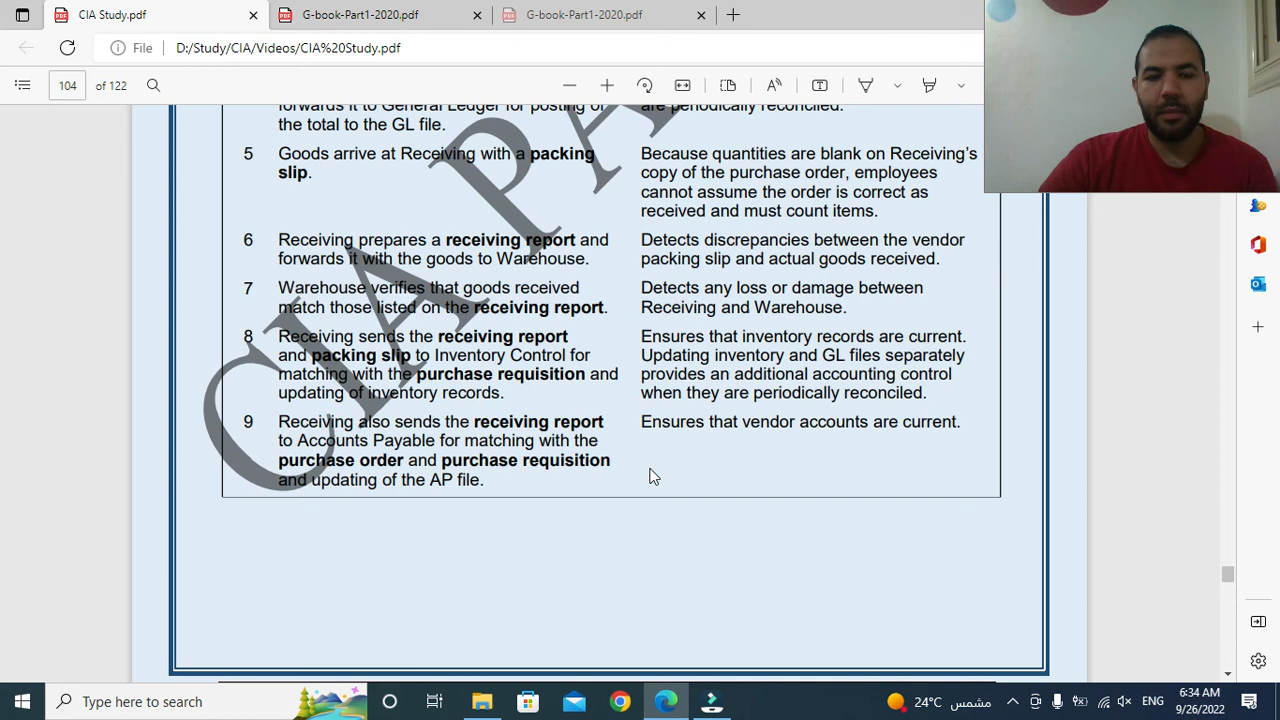 CIA Study.pdf
G-book-Part1-2020.pdf
G-book-Part1-2020.pdf
File
D:/Study/CIA/Videos/CIA%20Study.pdf
104 of 122
forwards it to General Ledger for posting of
the total to the GL file.
are periodically reconciled.
5 Goods arrive at Receiving with a packing
slip.
Because quantities are blank on Receiving's
copy of the purchase order, employees
cannot assume the order is correct as
received and must count items.
6 Receiving prepares a receiving report and
forwards it with the goods to Warehouse.
Detects discrepancies between the vendor
packing slip and actual goods received.
7 Warehouse verifies that goods received
match those listed on the receiving report.
Detects any loss or damage between
Receiving and Warehouse.
8 Receiving sends the receiving report
and packing slip to Inventory Control for
matching with the purchase requisition and
updating of inventory records.
Ensures that inventory records are current.
Updating inventory and GL files separately
provides an additional accounting control
when they are periodically reconciled.
9 Receiving also sends the receiving report
to Accounts Payable for matching with the
purchase order and purchase requisition
and updating of the AP file.
Ensures that vendor accounts are current.
CIA PA
Type here to search
24°C مشمس
ENG
6:34 AM
9/26/2022